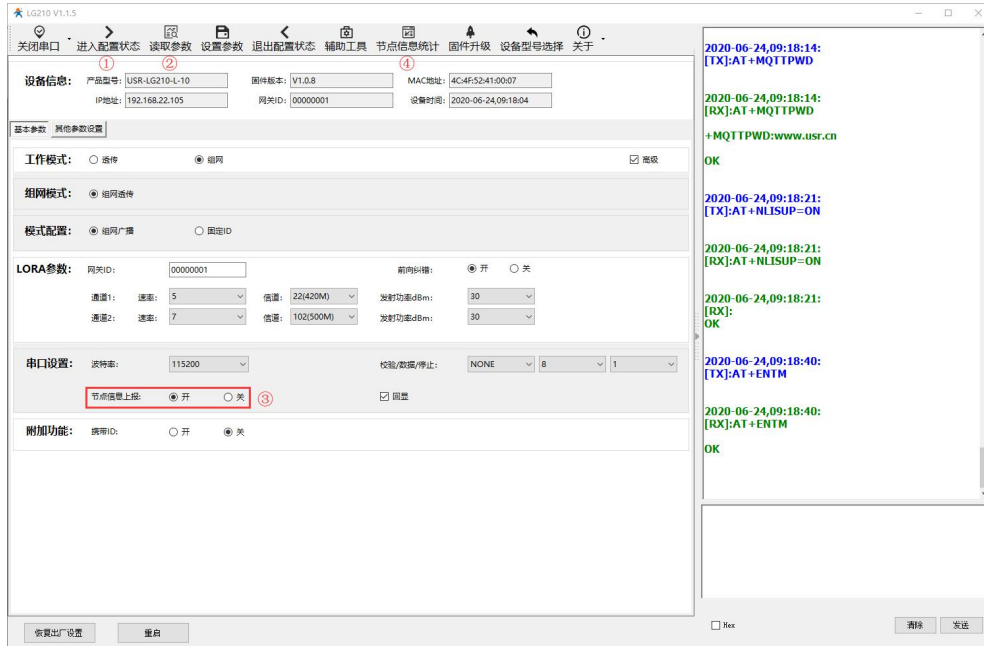 LG210 V1.1.5
关闭串口 进入配置状态 读取参数 设置参数 退出配置状态 辅助工具 节点信息统计 固件升级 设备型号选择 关于
① ② ④
设备信息: 产品型号: USR-LG210-L-10 固件版本: V1.0.8 MAC地址: 4C:4F:52:41:00:07
IP地址: 192.168.22.105 网关ID: 00000001 设备时间: 2020-06-24,09:18:04
基本参数 其他参数设置
工作模式: 透传 组网 高级
组网模式: 组网透传
模式配置: 组网广播 固定ID
LORA参数: 网关ID: 00000001 前向纠错: 开 关
通道1: 速率: 5 信道: 22(420M) 发射功率dBm: 30
通道2: 速率: 7 信道: 102(500M) 发射功率dBm: 30
串口设置: 波特率: 115200 校验/数据/停止: NONE 8 1
节点信息上报: 开 关 ③ 回显
附加功能: 携带ID: 开 关
恢复出厂设置 重启
2020-06-24,09:18:14:
[TX]:AT+MQTTPWD
2020-06-24,09:18:14:
[RX]:AT+MQTTPWD
+MQTTPWD:www.usr.cn
OK
2020-06-24,09:18:21:
[TX]:AT+NLISUP=ON
2020-06-24,09:18:21:
[RX]:AT+NLISUP=ON
2020-06-24,09:18:21:
[RX]:
OK
2020-06-24,09:18:40:
[TX]:AT+ENTM
2020-06-24,09:18:40:
[RX]:AT+ENTM
OK
Hex 清除 发送